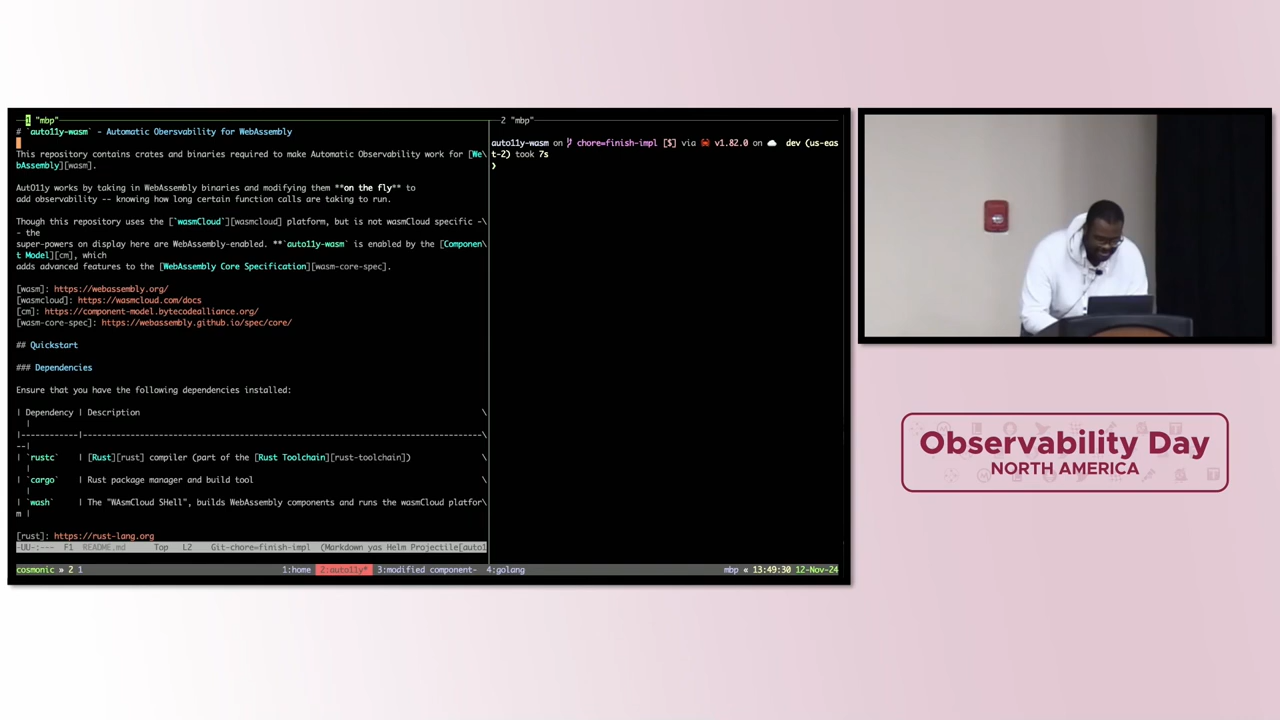 1 "mbp"
# `auto11y-wasm` - Automatic Obersvability for WebAssembly
This repository contains crates and binaries required to make Automatic Observability work for [We\
bAssembly][wasm].
AutO11y works by taking in WebAssembly binaries and modifying them **on the fly** to
add observability -- knowing how long certain function calls are taking to run.
Though this repository uses the [`wasmCloud`][wasmcloud] platform, but is not wasmCloud specific -\
- the
super-powers on display here are WebAssembly-enabled. **`auto11y-wasm` is enabled by the [Componen\
t Model][cm], which
adds advanced features to the [WebAssembly Core Specification][wasm-core-spec].
[wasm]: https://webassembly.org/
[wasmcloud]: https://wasmcloud.com/docs
[cm]: https://component-model.bytecodealliance.org/
[wasm-core-spec]: https://webassembly.github.io/spec/core/
## Quickstart
### Dependencies
Ensure that you have the following dependencies installed:
| Dependency | Description \
|
|------------|-------------------------------------------------------------------------------------\
--|
| `rustc` | [Rust][rust] compiler (part of the [Rust Toolchain][rust-toolchain]) \
|
| `cargo` | Rust package manager and build tool \
|
| `wash` | The "WAsmCloud SHell", builds WebAssembly components and runs the wasmCloud platfor\
m |
[rust]: https://rust-lang.org
-UU-:--- F1 README.md Top L2 Git-chore=finish-impl (Markdown yas Helm Projectile[auto1
2 "mbp"
auto11y-wasm on chore=finish-impl [$] via v1.82.0 on dev (us-eas
t-2) took 7s
❯
cosmonic » 2 1 1:home 2:auto11y* 3:modified component- 4:golang mbp « 13:49:30 12-Nov-24
Observability Day
NORTH AMERICA